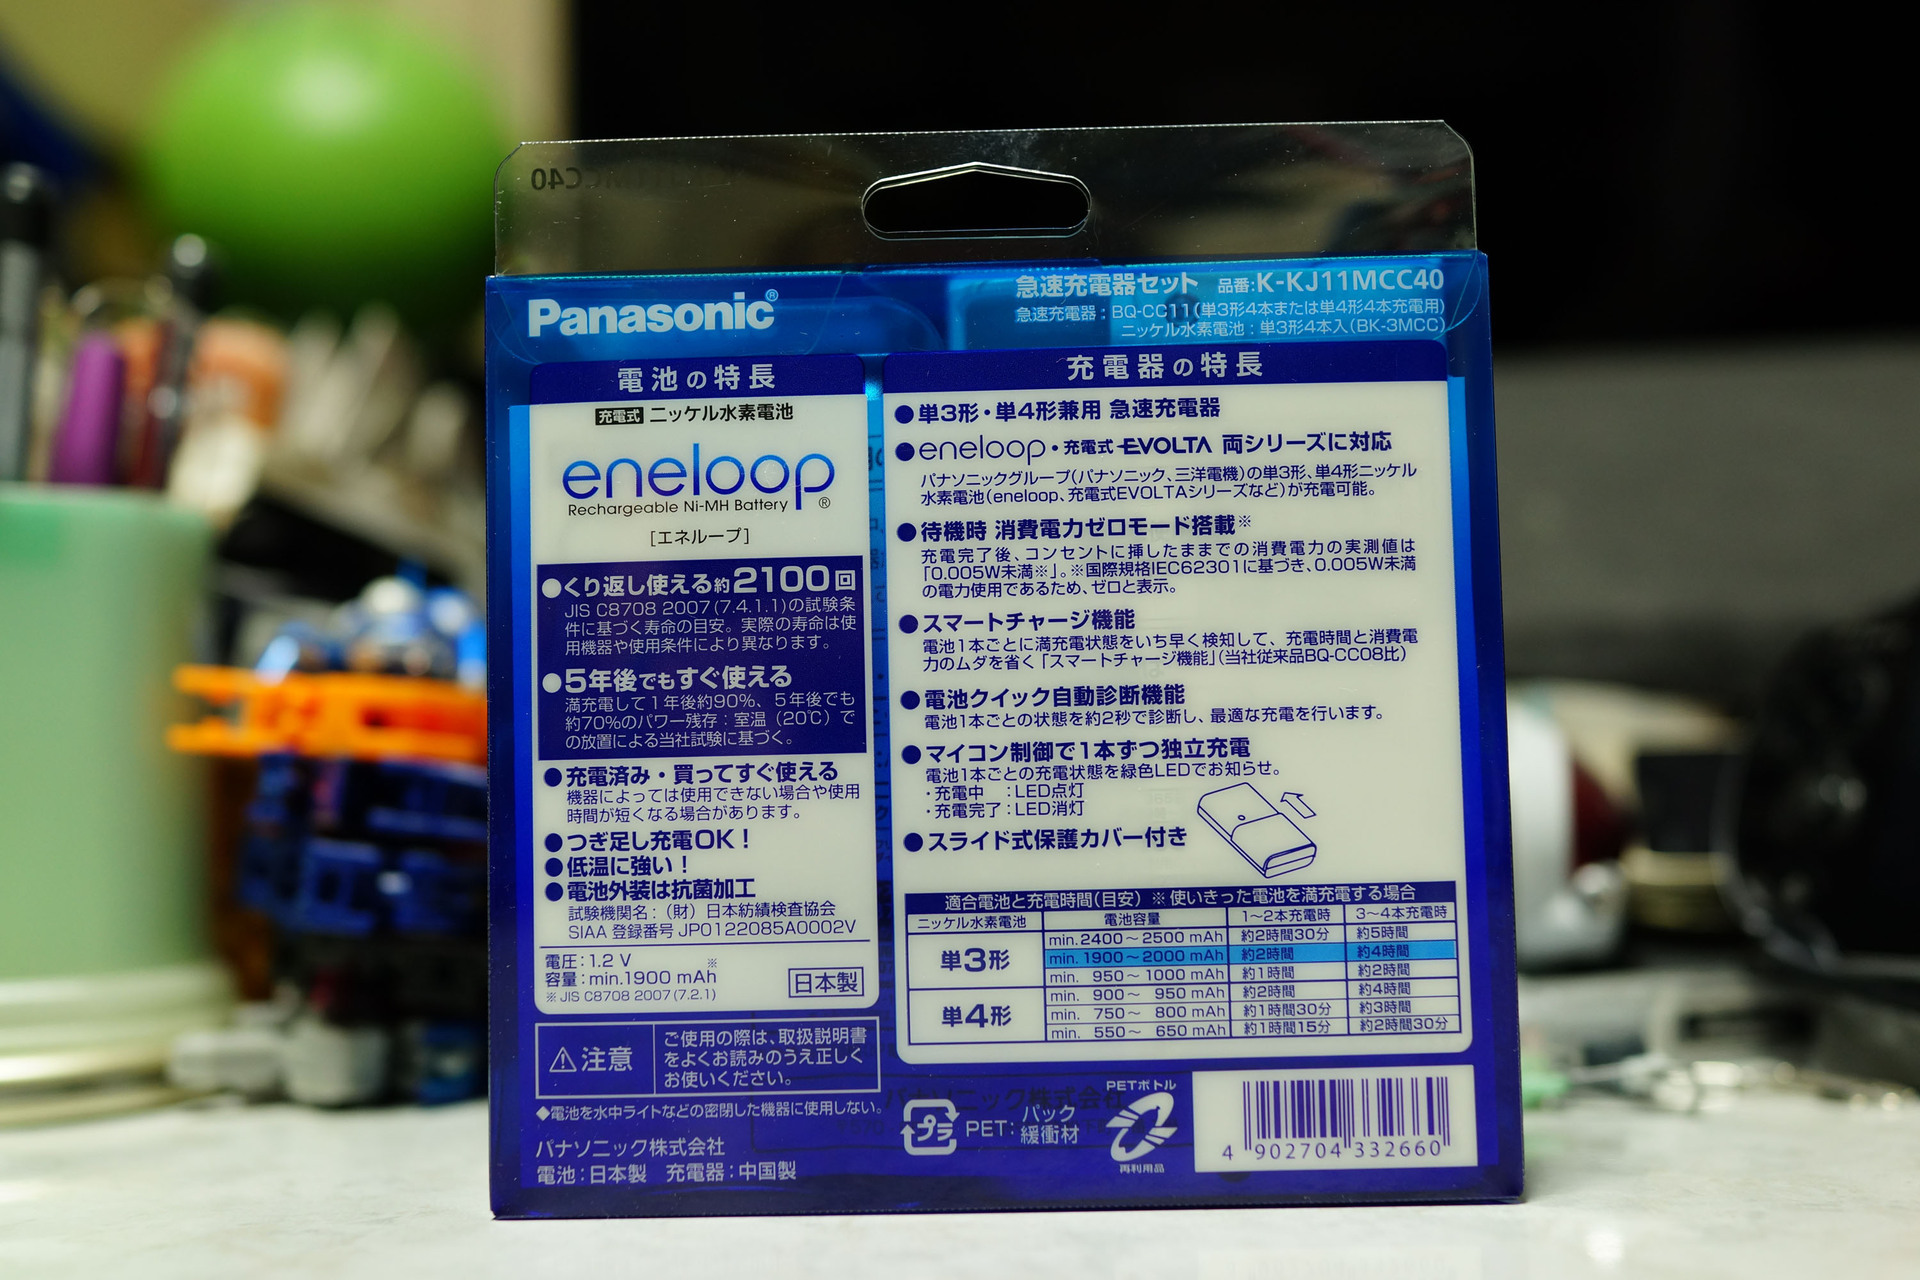 Panasonic®
急速充電器セット 品番:K-KJ11MCC40
急速充電器：BQ-CC11(単3形4本または単4形4本充電用)
ニッケル水素電池：単3形4本入(BK-3MCC)
電池の特長
充電式 ニッケル水素電池
eneloop®
Rechargeable Ni-MH Battery
[エネループ]
●くり返し使える約2100回
JIS C8708 2007(7.4.1.1)の試験条
件に基づく寿命の目安。実際の寿命は使
用機器や使用条件により異なります。
●5年後でもすぐ使える
満充電して1年後約90%、5年後でも
約70%のパワー残存：室温（20℃）で
の放置による当社試験に基づく。
●充電済み・買ってすぐ使える
機器によっては使用できない場合や使用
時間が短くなる場合があります。
●つぎ足し充電OK！
●低温に強い！
●電池外装は抗菌加工
試験機関名：（財）日本紡績検査協会
SIAA 登録番号 JP0122085A0002V
電圧：1.2 V
容量：min.1900 mAh※
※JIS C8708 2007(7.2.1)
日本製
⚠注意
ご使用の際は、取扱説明書
をよくお読みのうえ正しく
お使いください。
◆電池を水中ライトなどの密閉した機器に使用しない。
パナソニック株式会社
電池：日本製 充電器：中国製
充電器の特長
●単3形・単4形兼用 急速充電器
●eneloop・充電式EVOLTA 両シリーズに対応
パナソニックグループ(パナソニック、三洋電機)の単3形、単4形ニッケル
水素電池(eneloop、充電式EVOLTAシリーズなど)が充電可能。
●待機時 消費電力ゼロモード搭載※
充電完了後、コンセントに挿したままでの消費電力の実測値は
「0.005W未満※」。※国際規格IEC62301に基づき、0.005W未満
の電力使用であるため、ゼロと表示。
●スマートチャージ機能
電池1本ごとに満充電状態をいち早く検知して、充電時間と消費電
力のムダを省く「スマートチャージ機能」(当社従来品BQ-CC08比)
●電池クイック自動診断機能
電池1本ごとの状態を約2秒で診断し、最適な充電を行います。
●マイコン制御で1本ずつ独立充電
電池1本ごとの充電状態を緑色LEDでお知らせ。
・充電中 ：LED点灯
・充電完了：LED消灯
●スライド式保護カバー付き
適合電池と充電時間(目安) ※使いきった電池を満充電する場合
ニッケル水素電池 電池容量 1～2本充電時 3～4本充電時
単3形 min.2400～2500 mAh 約2時間30分 約5時間
min.1900～2000 mAh 約2時間 約4時間
min. 950～1000 mAh 約1時間 約2時間
単4形 min. 900～ 950 mAh 約2時間 約4時間
min. 750～ 800 mAh 約1時間30分 約3時間
min. 550～ 650 mAh 約1時間15分 約2時間30分
プラ
PET：パック
緩衝材
PETボトル
再利用品
4 902704 332660